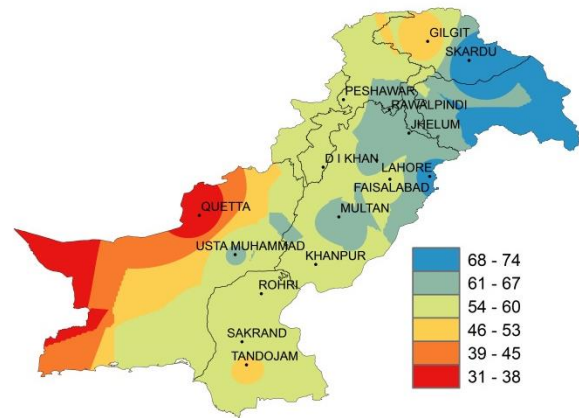 GILGIT
SKARDU
PESHAWAR
RAWALPINDI
JHELUM
D I KHAN
LAHORE
FAISALABAD
QUETTA
MULTAN
USTA MUHAMMAD
KHANPUR
ROHRI
SAKRAND
TANDOJAM
68 - 74
61 - 67
54 - 60
46 - 53
39 - 45
31 - 38